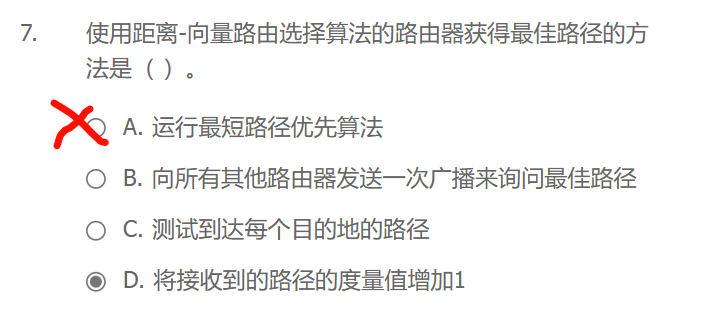 7. 使用距离-向量路由选择算法的路由器获得最佳路径的方
法是（ ）。
A. 运行最短路径优先算法
B. 向所有其他路由器发送一次广播来询问最佳路径
C. 测试到达每个目的地的路径
D. 将接收到的路径的度量值增加1